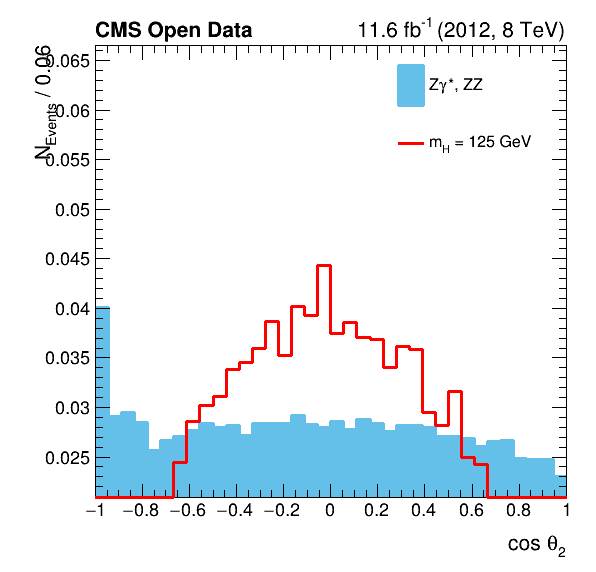 CMS Open Data 11.6 fb⁻¹ (2012, 8 TeV)
N_Events / 0.06
0.065
0.06
0.055
0.05
0.045
0.04
0.035
0.03
0.025
Zγ*, ZZ
m_H = 125 GeV
−1 −0.8 −0.6 −0.4 −0.2 0 0.2 0.4 0.6 0.8 1
cos θ₂